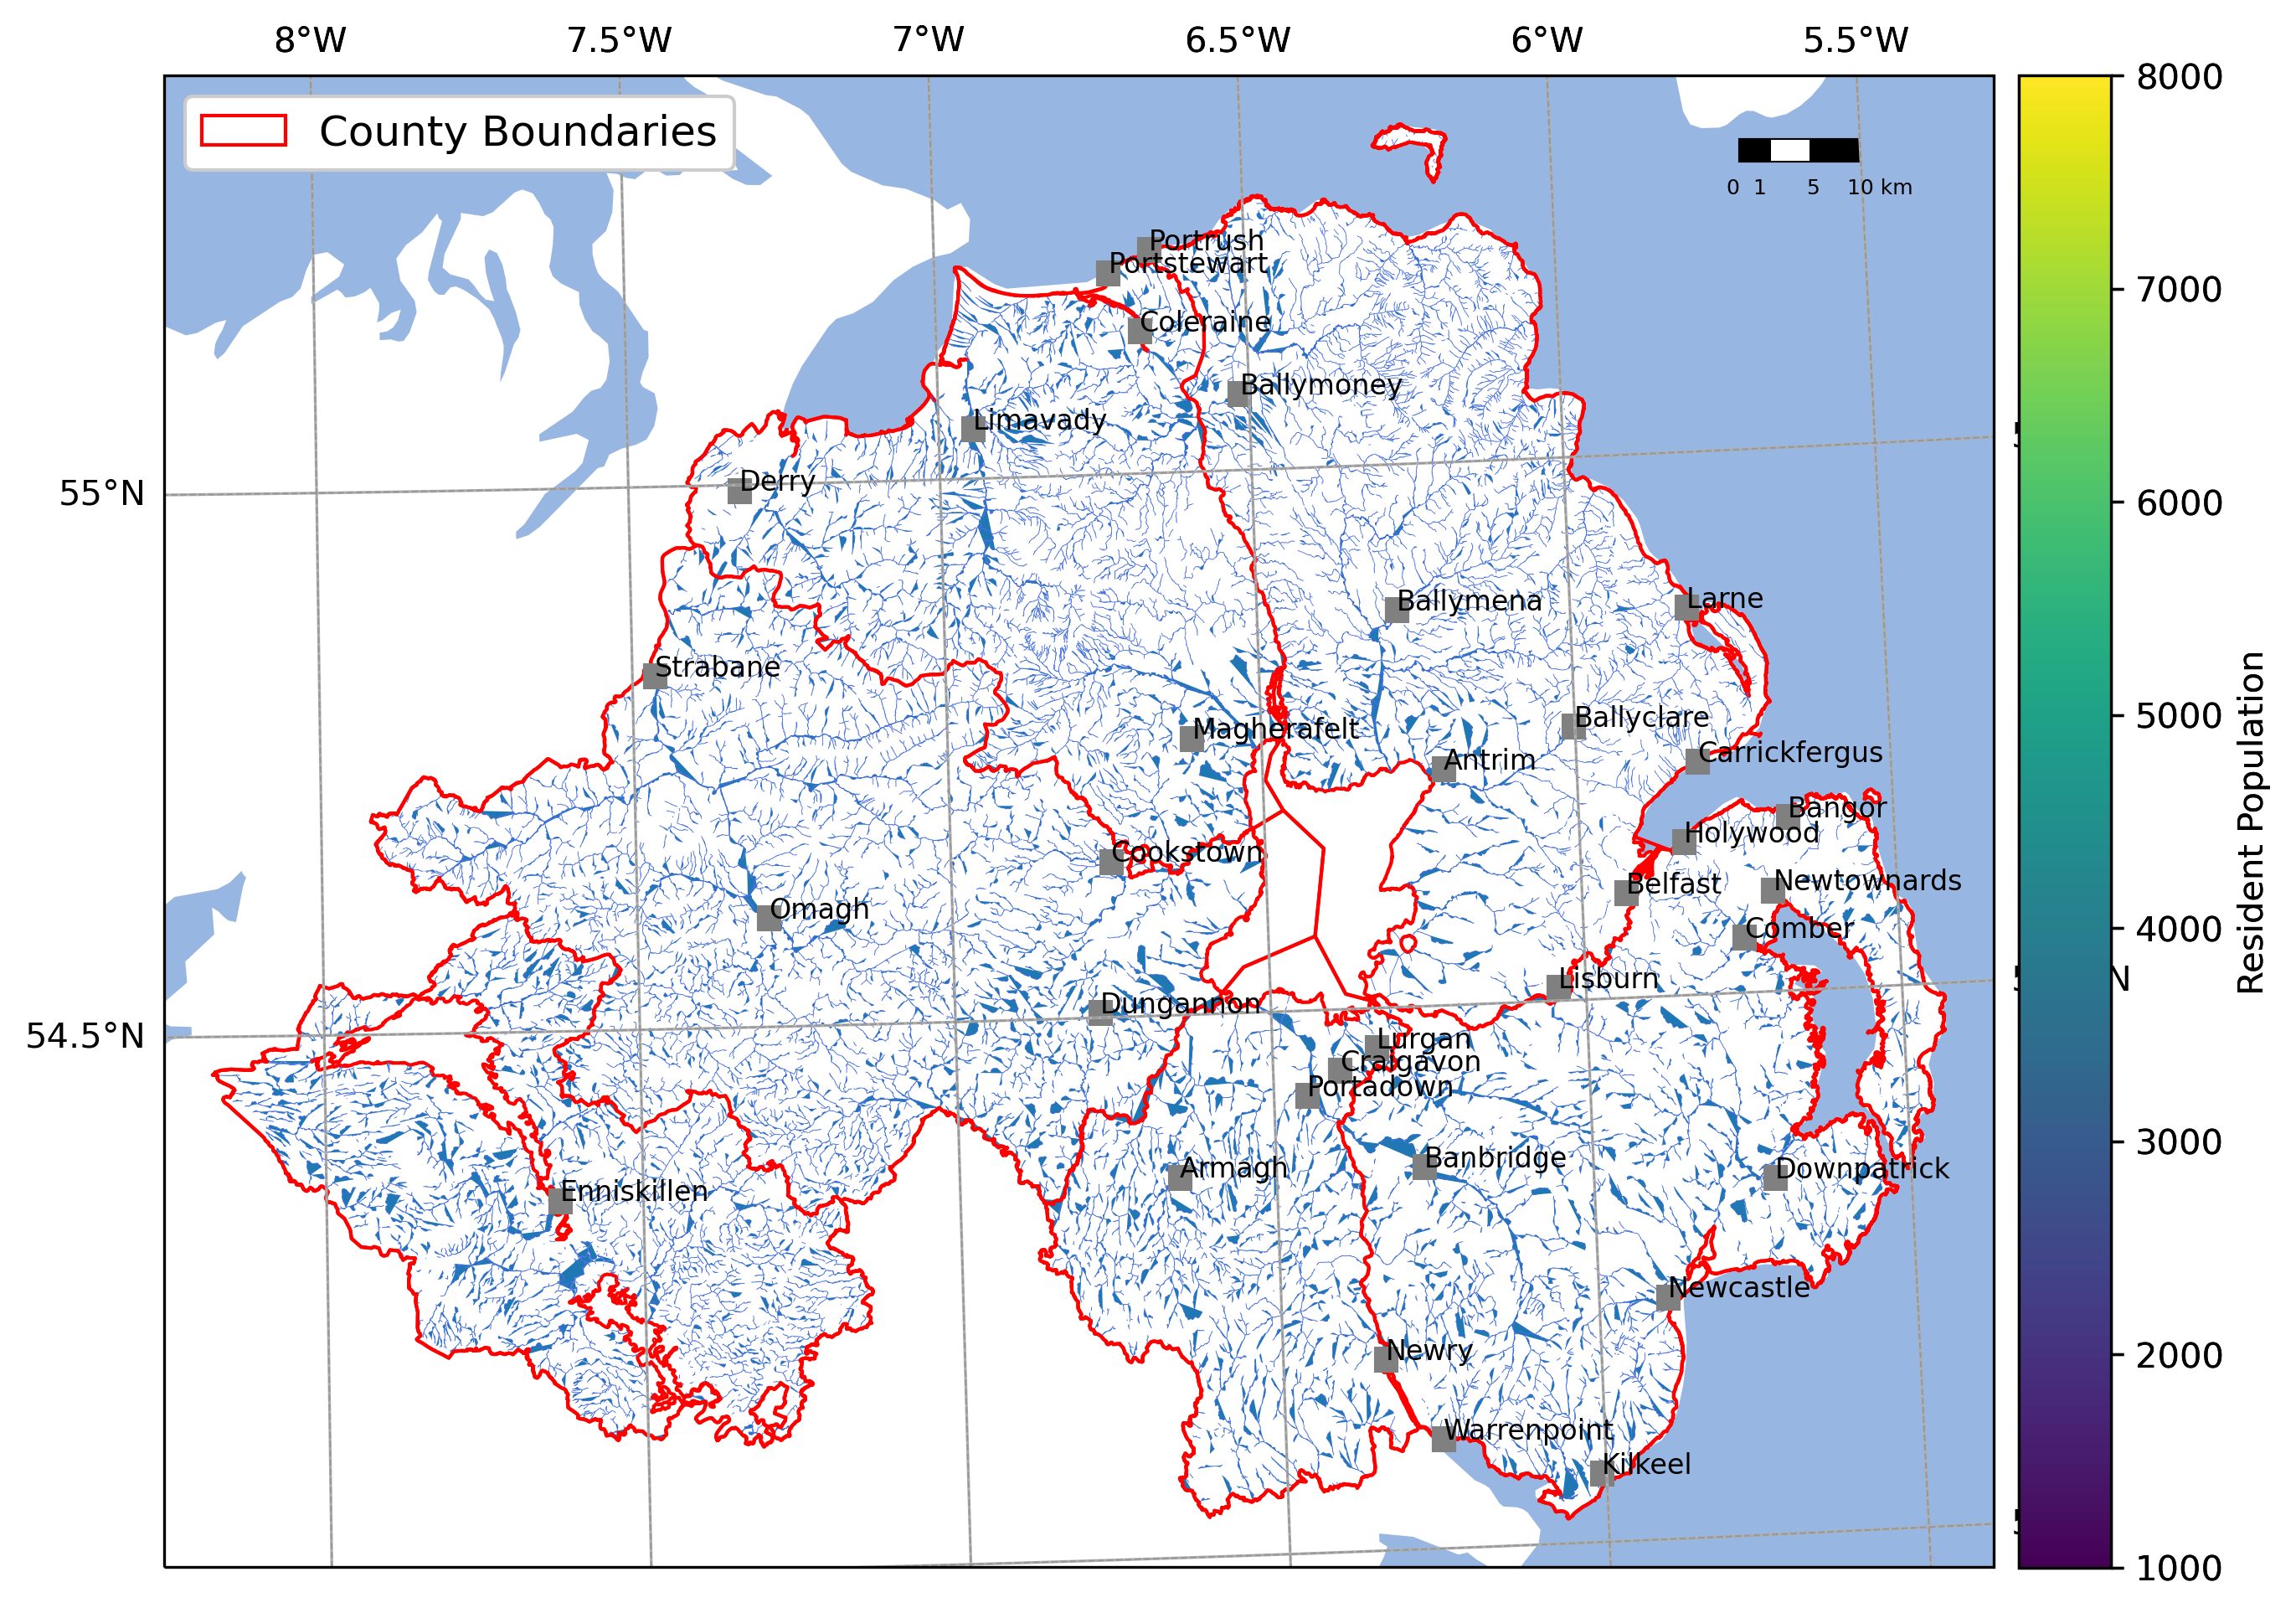 8°W
7.5°W
7°W
6.5°W
6°W
5.5°W
County Boundaries
0 1 5 10 km
55°N
54.5°N
Portrush
Portstewart
Coleraine
Ballymoney
Limavady
Derry
Ballymena
Larne
Strabane
Magherafelt
Ballyclare
Antrim
Carrickfergus
Bangor
Holywood
Cookstown
Belfast
Newtownards
Omagh
Comber
Lisburn
Dungannon
Lurgan
Craigavon
Portadown
Banbridge
Armagh
Downpatrick
Enniskillen
Newcastle
Newry
Warrenpoint
Kilkeel
8000
7000
6000
5000
4000
3000
2000
1000
Resident Population